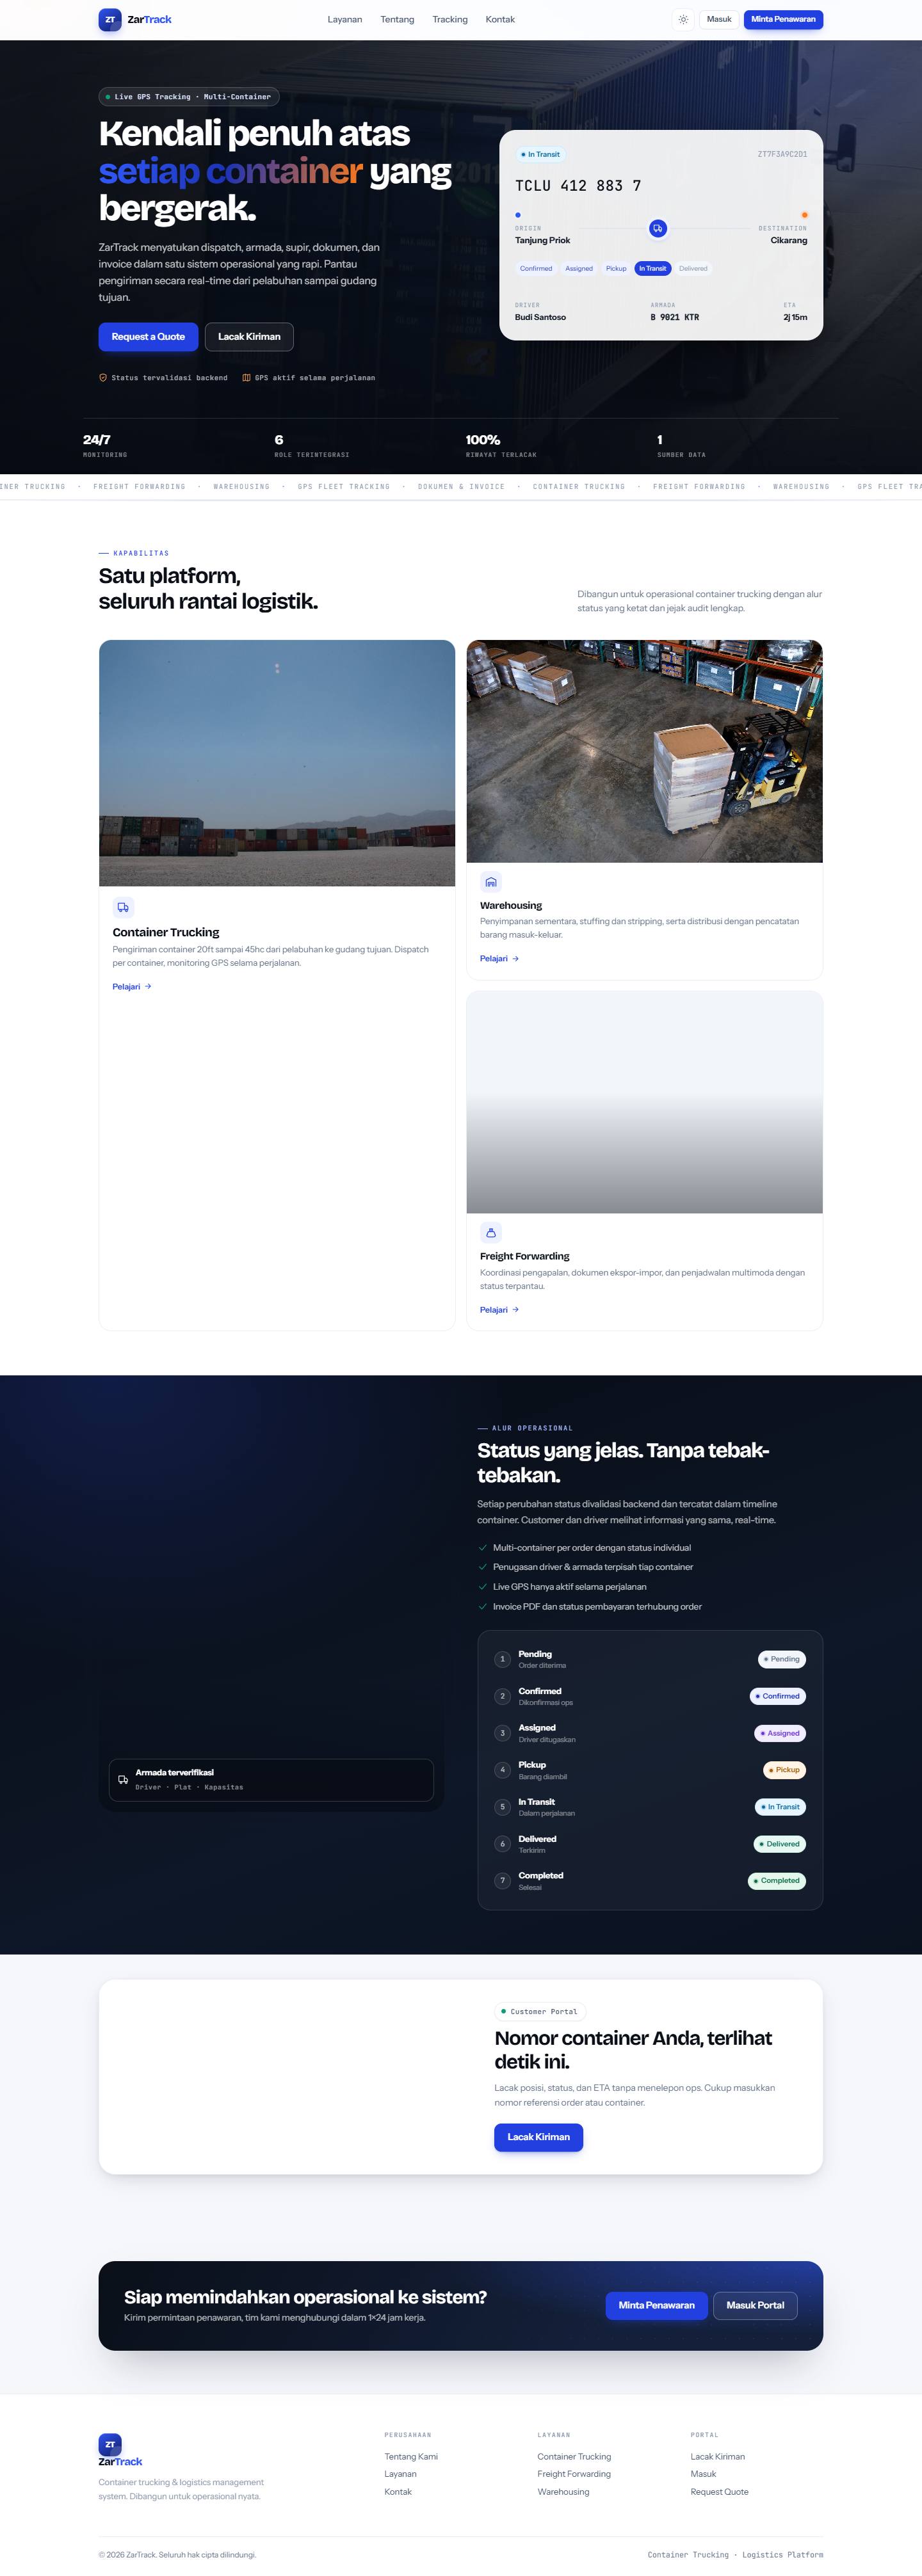 ZT ZarTrack
Layanan Tentang Tracking Kontak
Masuk Minta Penawaran
Live GPS Tracking · Multi-Container
Kendali penuh atas
setiap container yang
bergerak.
ZarTrack menyatukan dispatch, armada, supir, dokumen, dan
invoice dalam satu sistem operasional yang rapi. Pantau
pengiriman secara real-time dari pelabuhan sampai gudang
tujuan.
Request a Quote Lacak Kiriman
Status tervalidasi backend GPS aktif selama perjalanan
In Transit ZT7F3A9C2D1
TCLU 412 883 7
ORIGIN DESTINATION
Tanjung Priok Cikarang
Confirmed Assigned Pickup In Transit Delivered
DRIVER ARMADA ETA
Budi Santoso B 9021 KTR 2j 15m
24/7 6 100% 1
MONITORING ROLE TERINTEGRASI RIWAYAT TERLACAK SUMBER DATA
INER TRUCKING · FREIGHT FORWARDING · WAREHOUSING · GPS FLEET TRACKING · DOKUMEN & INVOICE · CONTAINER TRUCKING · FREIGHT FORWARDING · WAREHOUSING · GPS FLEET TRA
KAPABILITAS
Satu platform,
seluruh rantai logistik.
Dibangun untuk operasional container trucking dengan alur
status yang ketat dan jejak audit lengkap.
Container Trucking
Pengiriman container 20ft sampai 45hc dari pelabuhan ke gudang tujuan. Dispatch
per container, monitoring GPS selama perjalanan.
Pelajari →
Warehousing
Penyimpanan sementara, stuffing dan stripping, serta distribusi dengan pencatatan
barang masuk-keluar.
Pelajari →
Freight Forwarding
Koordinasi pengapalan, dokumen ekspor-impor, dan penjadwalan multimoda dengan
status terpantau.
Pelajari →
ALUR OPERASIONAL
Status yang jelas. Tanpa tebak-
tebakan.
Setiap perubahan status divalidasi backend dan tercatat dalam timeline
container. Customer dan driver melihat informasi yang sama, real-time.
Multi-container per order dengan status individual
Penugasan driver & armada terpisah tiap container
Live GPS hanya aktif selama perjalanan
Invoice PDF dan status pembayaran terhubung order
Armada terverifikasi
Driver · Plat · Kapasitas
1 Pending Pending
Order diterima
2 Confirmed Confirmed
Dikonfirmasi ops
3 Assigned Assigned
Driver ditugaskan
4 Pickup Pickup
Barang diambil
5 In Transit In Transit
Dalam perjalanan
6 Delivered Delivered
Terkirim
7 Completed Completed
Selesai
Customer Portal
Nomor container Anda, terlihat
detik ini.
Lacak posisi, status, dan ETA tanpa menelepon ops. Cukup masukkan
nomor referensi order atau container.
Lacak Kiriman
Siap memindahkan operasional ke sistem?
Kirim permintaan penawaran, tim kami menghubungi dalam 1×24 jam kerja.
Minta Penawaran Masuk Portal
ZT
ZarTrack
Container trucking & logistics management
system. Dibangun untuk operasional nyata.
PERUSAHAAN
Tentang Kami
Layanan
Kontak
LAYANAN
Container Trucking
Freight Forwarding
Warehousing
PORTAL
Lacak Kiriman
Masuk
Request Quote
© 2026 ZarTrack. Seluruh hak cipta dilindungi.
Container Trucking · Logistics Platform